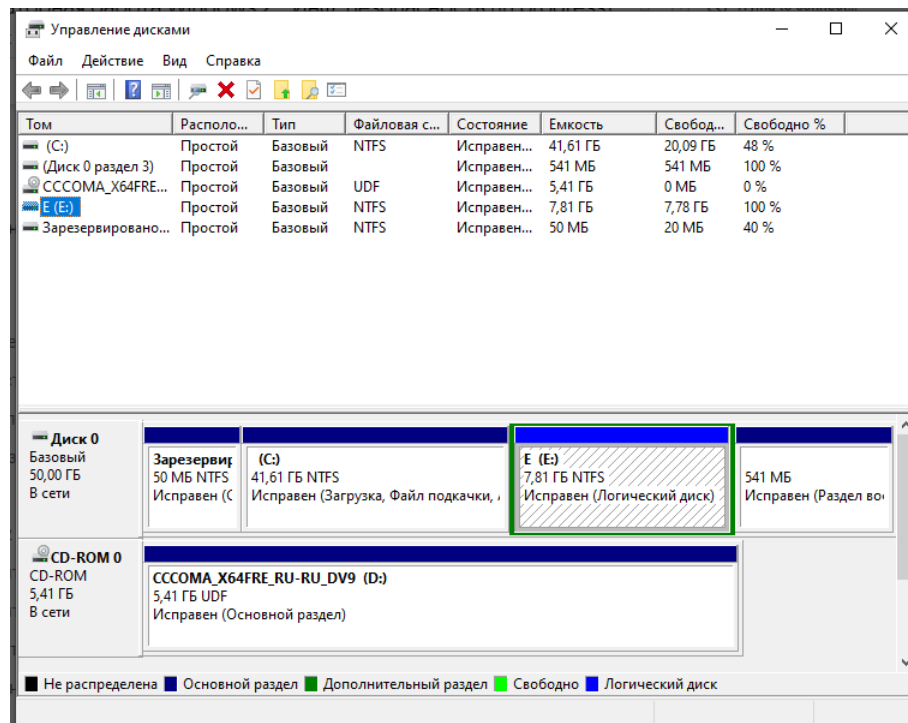 Управление дисками
Файл Действие Вид Справка
Том Располо... Тип Файловая с... Состояние Емкость Свобод... Свободно %
(C:) Простой Базовый NTFS Исправен... 41,61 ГБ 20,09 ГБ 48 %
(Диск 0 раздел 3) Простой Базовый Исправен... 541 МБ 541 МБ 100 %
CCCOMA_X64FRE... Простой Базовый UDF Исправен... 5,41 ГБ 0 МБ 0 %
E (E:) Простой Базовый NTFS Исправен... 7,81 ГБ 7,78 ГБ 100 %
Зарезервировано... Простой Базовый NTFS Исправен... 50 МБ 20 МБ 40 %
Диск 0
Базовый
50,00 ГБ
В сети
Зарезервир
50 МБ NTFS
Исправен (С
(C:)
41,61 ГБ NTFS
Исправен (Загрузка, Файл подкачки,
E (E:)
7,81 ГБ NTFS
Исправен (Логический диск)
541 МБ
Исправен (Раздел вос
CD-ROM 0
CD-ROM
5,41 ГБ
В сети
CCCOMA_X64FRE_RU-RU_DV9 (D:)
5,41 ГБ UDF
Исправен (Основной раздел)
Не распределена Основной раздел Дополнительный раздел Свободно Логический диск